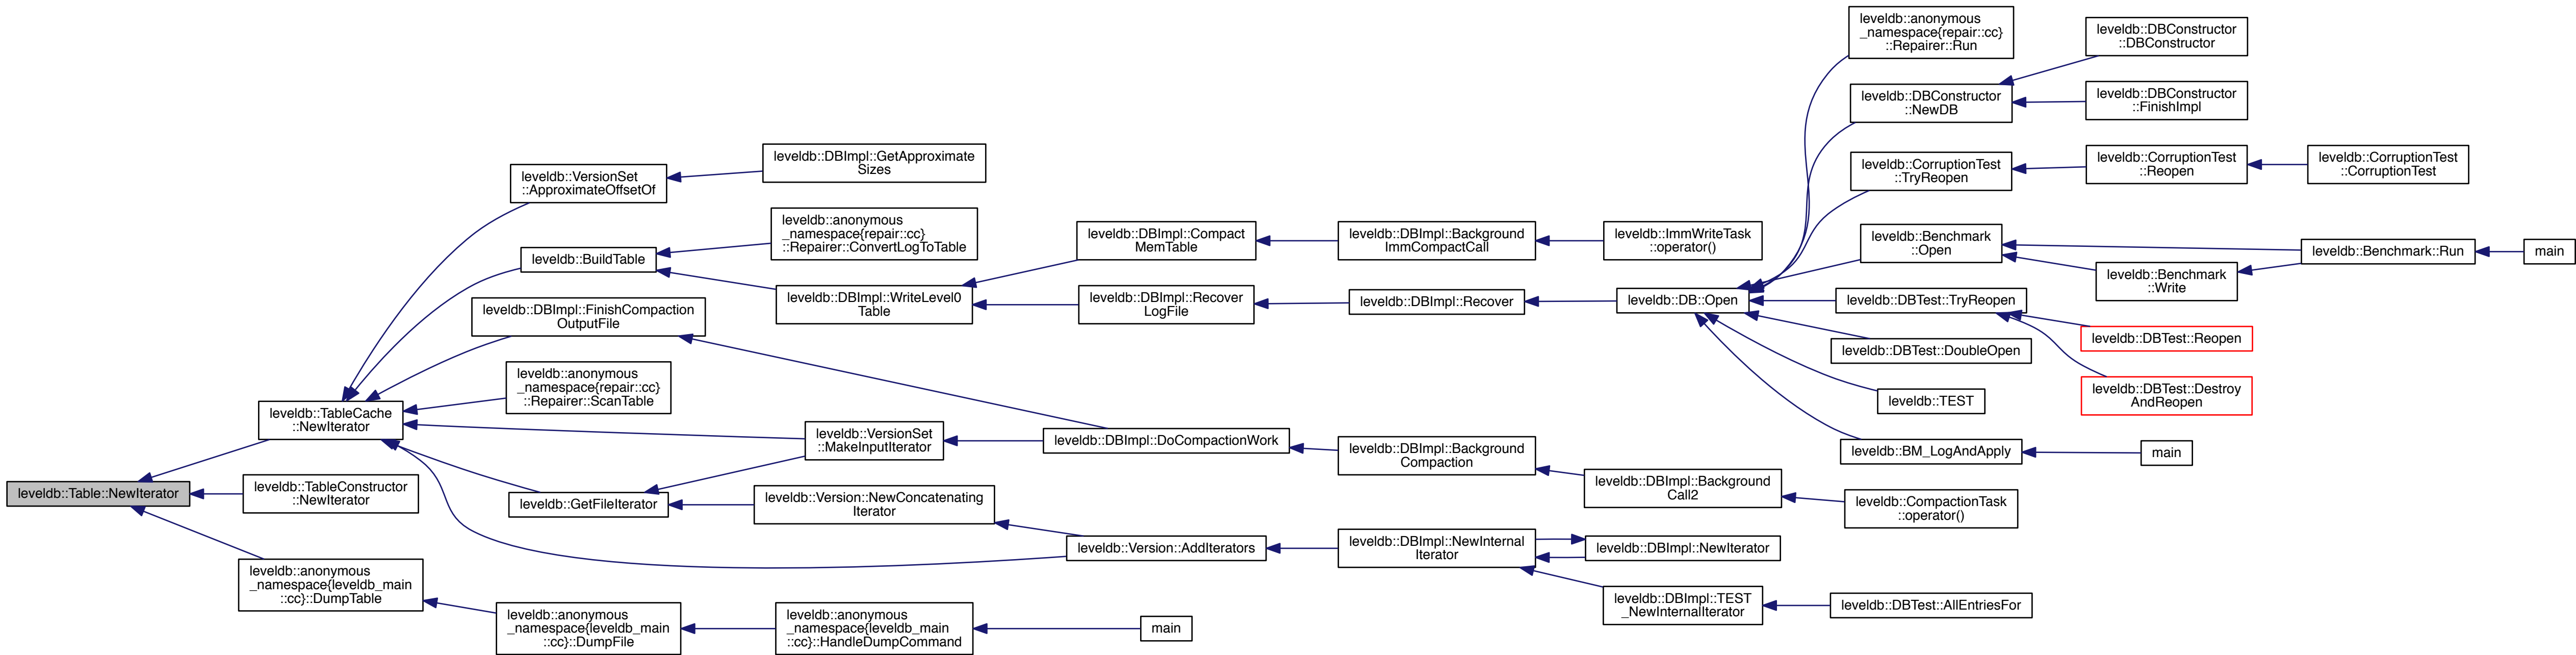 leveldb::Table::NewIterator
leveldb::TableCache
::NewIterator
leveldb::TableConstructor
::NewIterator
leveldb::anonymous
_namespace{leveldb_main
::cc}::DumpTable
leveldb::VersionSet
::ApproximateOffsetOf
leveldb::BuildTable
leveldb::DBImpl::FinishCompaction
OutputFile
leveldb::anonymous
_namespace{repair::cc}
::Repairer::ScanTable
leveldb::GetFileIterator
leveldb::anonymous
_namespace{leveldb_main
::cc}::DumpFile
leveldb::DBImpl::GetApproximate
Sizes
leveldb::anonymous
_namespace{repair::cc}
::Repairer::ConvertLogToTable
leveldb::DBImpl::WriteLevel0
Table
leveldb::VersionSet
::MakeInputIterator
leveldb::Version::NewConcatenating
Iterator
leveldb::anonymous
_namespace{leveldb_main
::cc}::HandleDumpCommand
leveldb::DBImpl::Compact
MemTable
leveldb::DBImpl::Recover
LogFile
leveldb::DBImpl::DoCompactionWork
leveldb::Version::AddIterators
main
leveldb::DBImpl::Background
ImmCompactCall
leveldb::DBImpl::Recover
leveldb::DBImpl::Background
Compaction
leveldb::DBImpl::NewInternal
Iterator
leveldb::ImmWriteTask
::operator()
leveldb::DB::Open
leveldb::DBImpl::Background
Call2
leveldb::DBImpl::NewIterator
leveldb::DBImpl::TEST
_NewInternalIterator
leveldb::anonymous
_namespace{repair::cc}
::Repairer::Run
leveldb::DBConstructor
::NewDB
leveldb::CorruptionTest
::TryReopen
leveldb::Benchmark
::Open
leveldb::DBTest::TryReopen
leveldb::DBTest::DoubleOpen
leveldb::TEST
leveldb::BM_LogAndApply
leveldb::CompactionTask
::operator()
leveldb::DBTest::AllEntriesFor
leveldb::DBConstructor
::DBConstructor
leveldb::DBConstructor
::FinishImpl
leveldb::CorruptionTest
::Reopen
leveldb::Benchmark
::Write
leveldb::DBTest::Reopen
leveldb::DBTest::Destroy
AndReopen
main
leveldb::CorruptionTest
::CorruptionTest
leveldb::Benchmark::Run
main